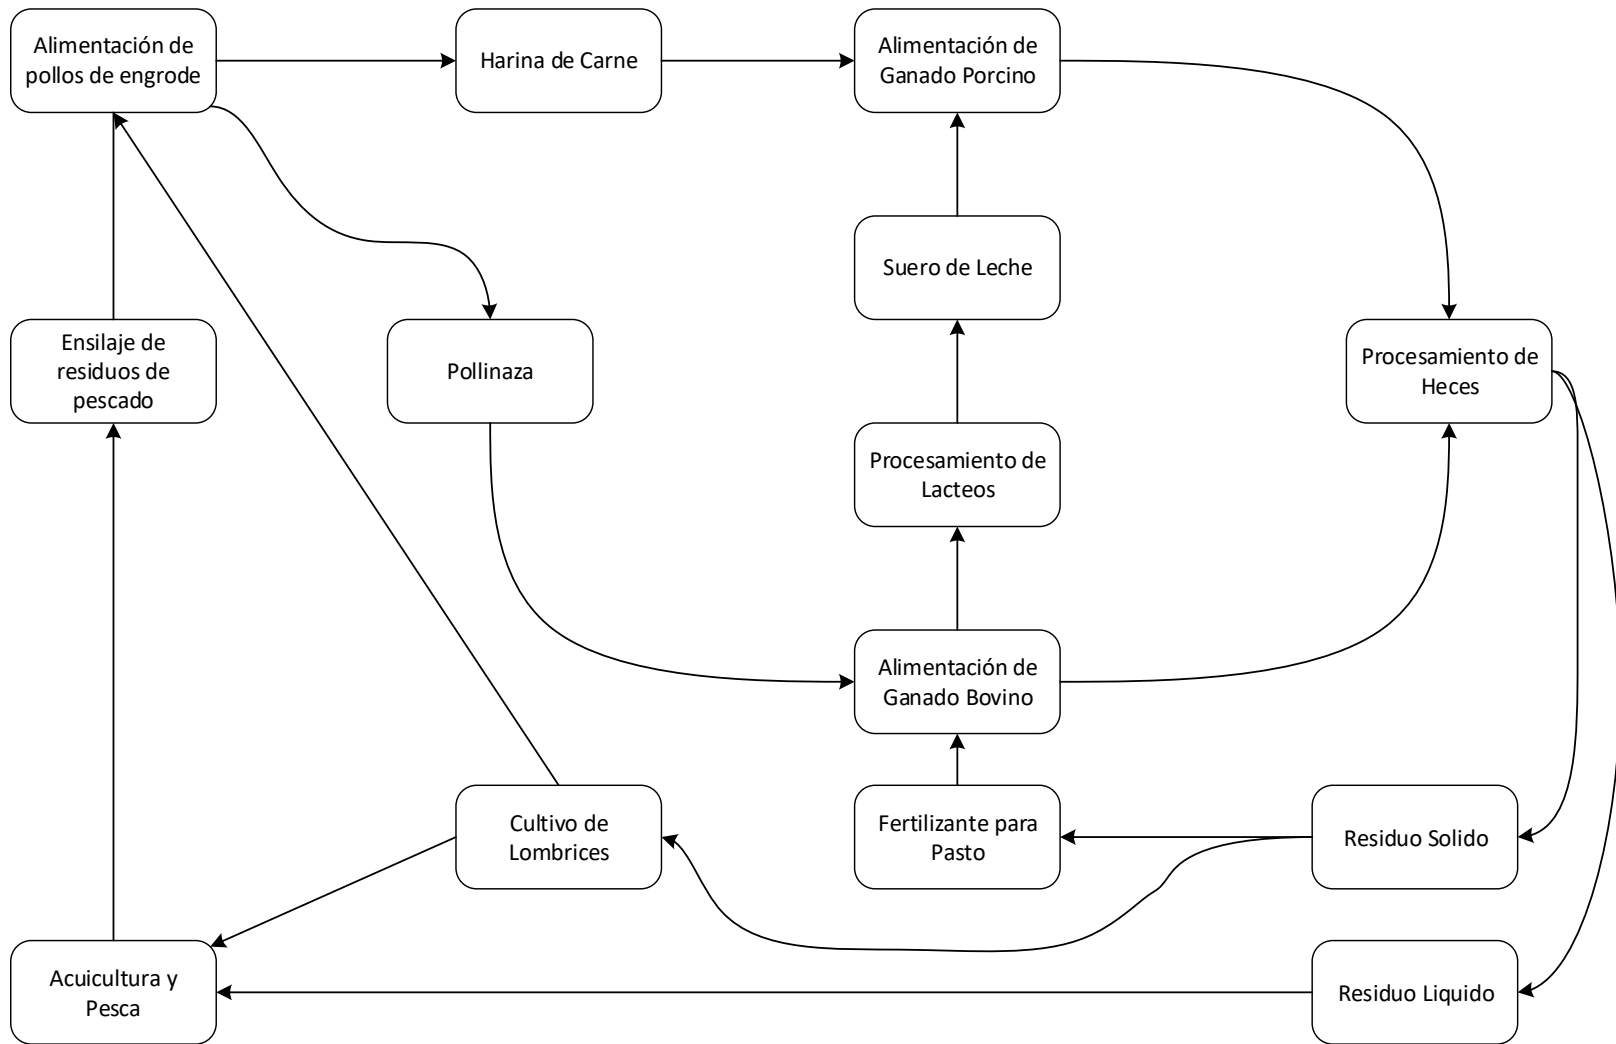 Alimentación de
pollos de engrode
Harina de Carne
Alimentación de
Ganado Porcino
Suero de Leche
Ensilaje de
residuos de
pescado
Pollinaza
Procesamiento de
Heces
Procesamiento de
Lacteos
Alimentación de
Ganado Bovino
Cultivo de
Lombrices
Fertilizante para
Pasto
Residuo Solido
Acuicultura y
Pesca
Residuo Liquido